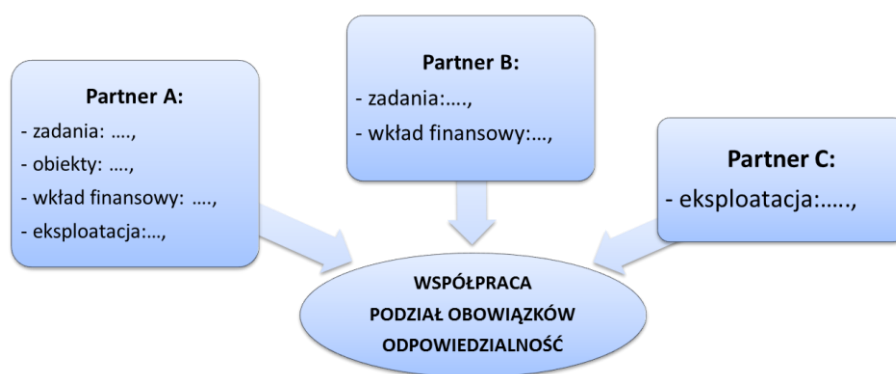 Partner A:
- zadania: ....,
- obiekty: ....,
- wkład finansowy: ....,
- eksploatacja:...,
Partner B:
- zadania:....,
- wkład finansowy:...,
Partner C:
- eksploatacja:.....,
WSPÓŁPRACA
PODZIAŁ OBOWIĄZKÓW
ODPOWIEDZIALNOŚĆ